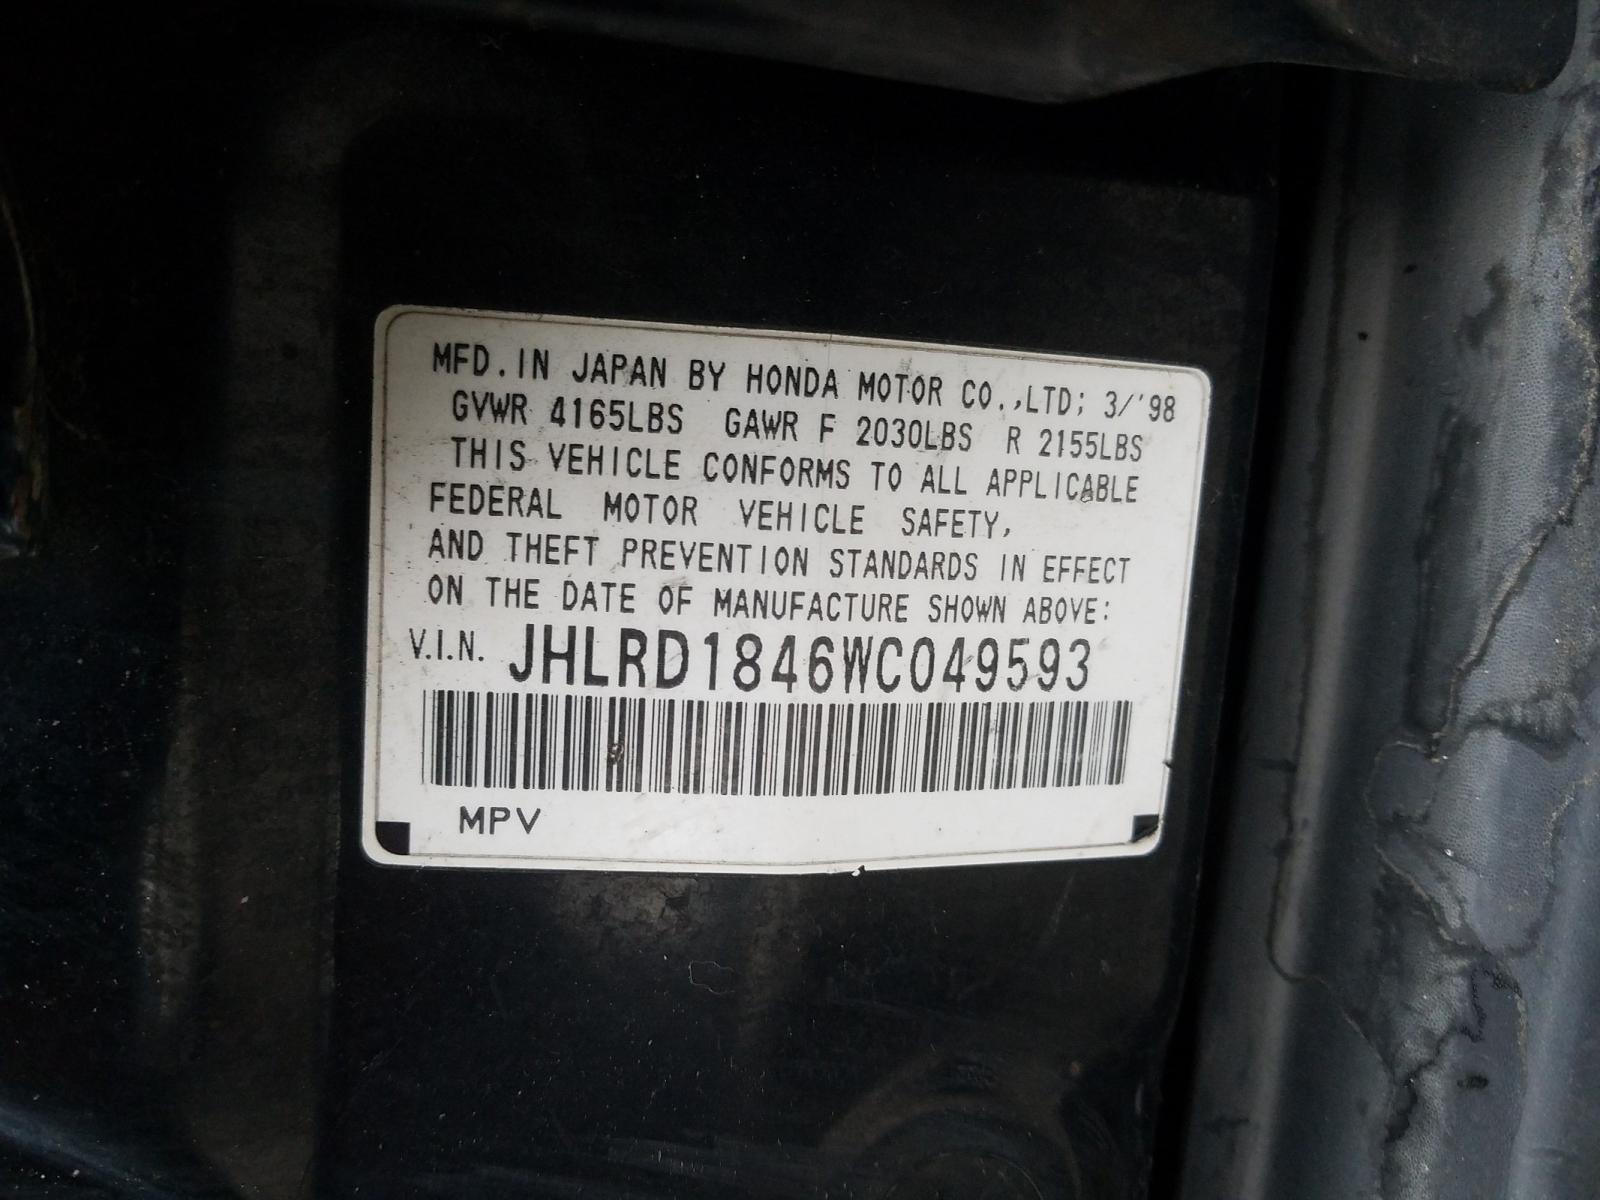 MFD. IN JAPAN BY HONDA MOTOR CO.,LTD; 3/'98
GVWR 4165LBS GAWR F 2030LBS R 2155LBS
THIS VEHICLE CONFORMS TO ALL APPLICABLE
FEDERAL MOTOR VEHICLE SAFETY,
AND THEFT PREVENTION STANDARDS IN EFFECT
ON THE DATE OF MANUFACTURE SHOWN ABOVE:
V.I.N. JHLRD1846WC049593
MPV